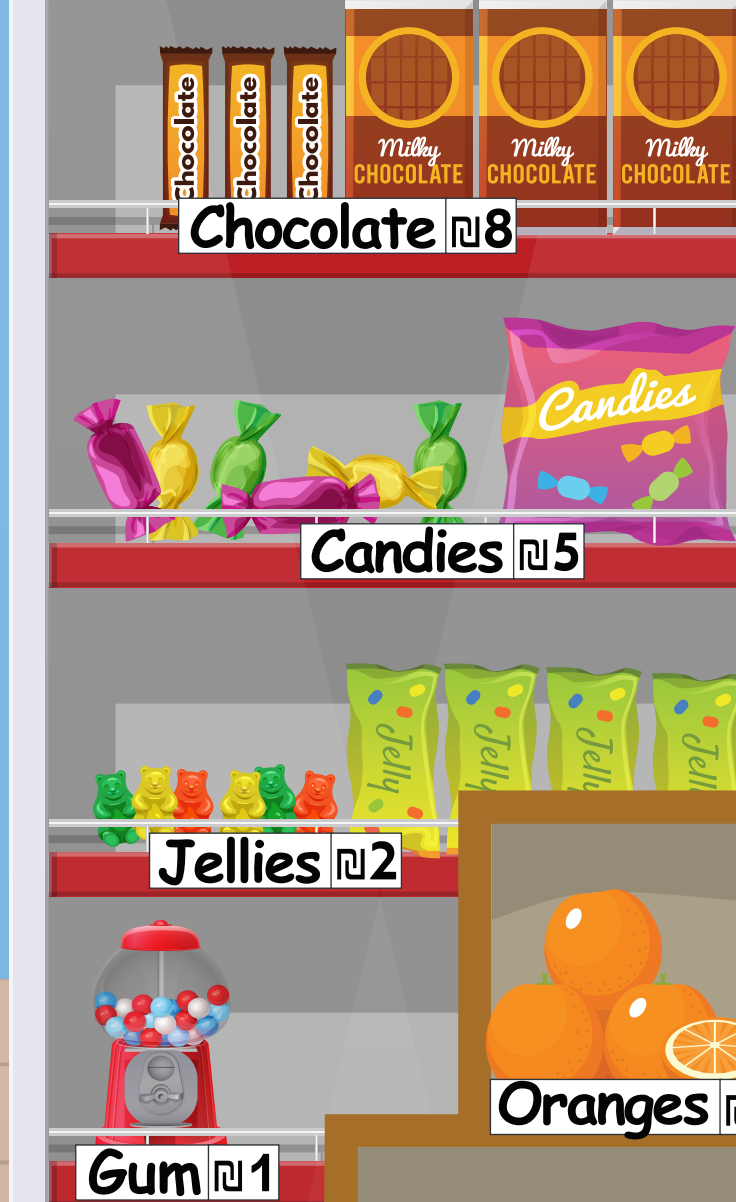 Chocolate
Chocolate
Chocolate
Milky
CHOCOLATE
Milky
CHOCOLATE
Milky
CHOCOLATE
Chocolate ₪8
Candies
Candies ₪5
Jelly
Jelly
Jelly
Jell
Jellies ₪2
Oranges
Gum ₪1